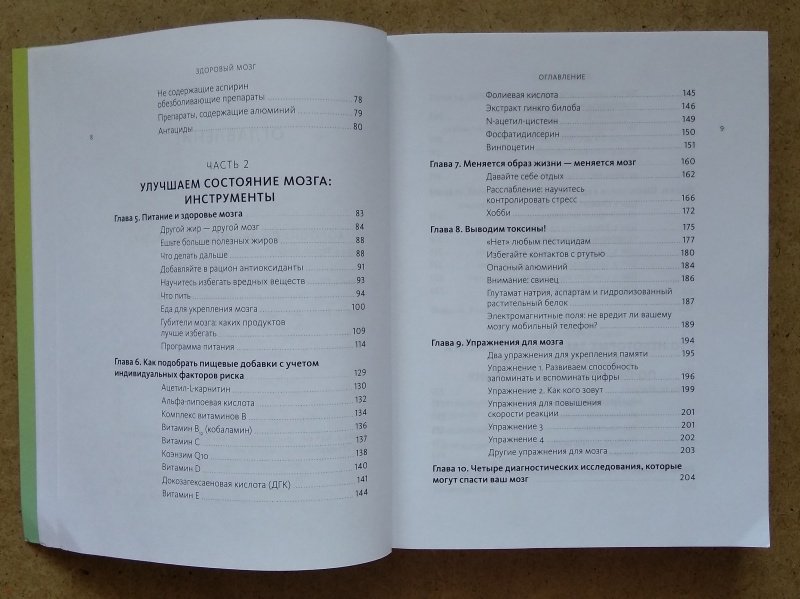 ЗДОРОВЫЙ МОЗГ
Не содержащие аспирин
обезболивающие препараты 78
Препараты, содержащие алюминий 79
Антациды 80
8
ЧАСТЬ 2
УЛУЧШАЕМ СОСТОЯНИЕ МОЗГА:
ИНСТРУМЕНТЫ
Глава 5. Питание и здоровье мозга 83
Другой жир — другой мозг 84
Ешьте больше полезных жиров 88
Что делать дальше 88
Добавляйте в рацион антиоксиданты 91
Научитесь избегать вредных веществ 93
Что пить 94
Еда для укрепления мозга 100
Губители мозга: каких продуктов
лучше избегать 109
Программа питания 114
Глава 6. Как подобрать пищевые добавки с учетом
индивидуальных факторов риска 129
Ацетил-L-карнитин 130
Альфа-липоевая кислота 132
Комплекс витаминов В 134
Витамин В₁₂ (кобаламин) 136
Витамин С 137
Коэнзим Q10 138
Витамин D 140
Докозагексаеновая кислота (ДГК) 141
Витамин Е 144
ОГЛАВЛЕНИЕ
Фолиевая кислота 145
Экстракт гинкго билоба 146
N-ацетил-цистеин 149
Фосфатидилсерин 150
Винпоцетин 151
9
Глава 7. Меняется образ жизни — меняется мозг 160
Давайте себе отдых 162
Расслабление: научитесь
контролировать стресс 166
Хобби 172
Глава 8. Выводим токсины! 175
«Нет» любым пестицидам 177
Избегайте контактов с ртутью 180
Опасный алюминий 184
Внимание: свинец 186
Глутамат натрия, аспартам и гидролизованный
растительный белок 187
Электромагнитные поля: не вредит ли вашему
мозгу мобильный телефон? 189
Глава 9. Упражнения для мозга 194
Два упражнения для укрепления памяти 195
Упражнение 1. Развиваем способность
запоминать и вспоминать цифры 196
Упражнение 2. Как кого зовут 199
Упражнения для повышения
скорости реакции 201
Упражнение 3 201
Упражнение 4 202
Другие упражнения для мозга 203
Глава 10. Четыре диагностических исследования, которые
могут спасти ваш мозг 204